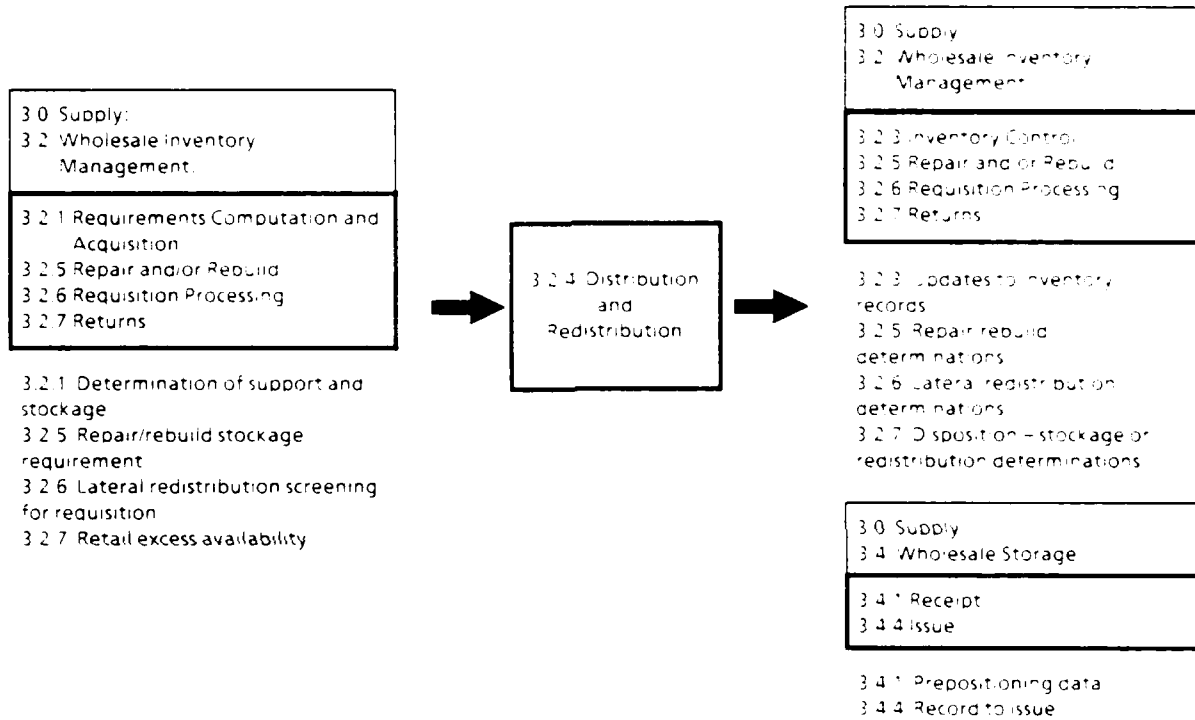 3.0 Supply:
3.2 Wholesale Inventory
Management.
3.2.1 Requirements Computation and
Acquisition
3.2.5 Repair and/or Rebuild
3.2.6 Requisition Processing
3.2.7 Returns
3.2.1 Determination of support and
stockage
3.2.5 Repair/rebuild stockage
requirement
3.2.6 Lateral redistribution screening
for requisition
3.2.7 Retail excess availability
3.2.4 Distribution
and
Redistribution
3.0 Supply
3.2 Wholesale Inventory
Management
3.2.3 Inventory Control
3.2.5 Repair and/or Rebuild
3.2.6 Requisition Processing
3.2.7 Returns
3.2.3 Updates to inventory
records
3.2.5 Repair rebuild
determinations
3.2.6 Lateral redistribution
determinations
3.2.7 Disposition – stockage or
redistribution determinations
3.0 Supply
3.4 Wholesale Storage
3.4.1 Receipt
3.4.4 Issue
3.4.1 Prepositioning data
3.4.4 Record to issue